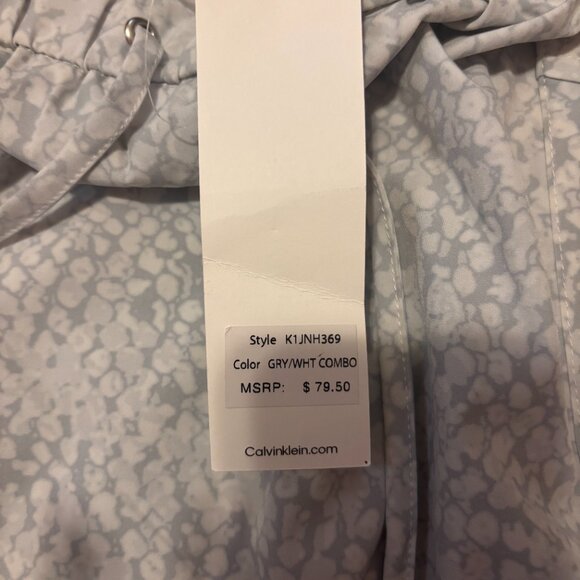 Style K1JNH369
Color GRY/WHT COMBO
MSRP: $ 79.50
Calvinklein.com